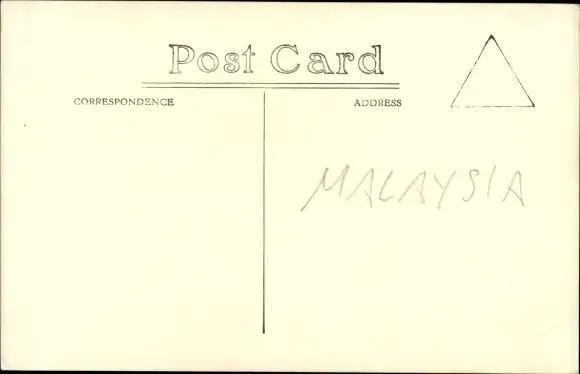 Post Card
CORRESPONDENCE
ADDRESS
MALAYSIA